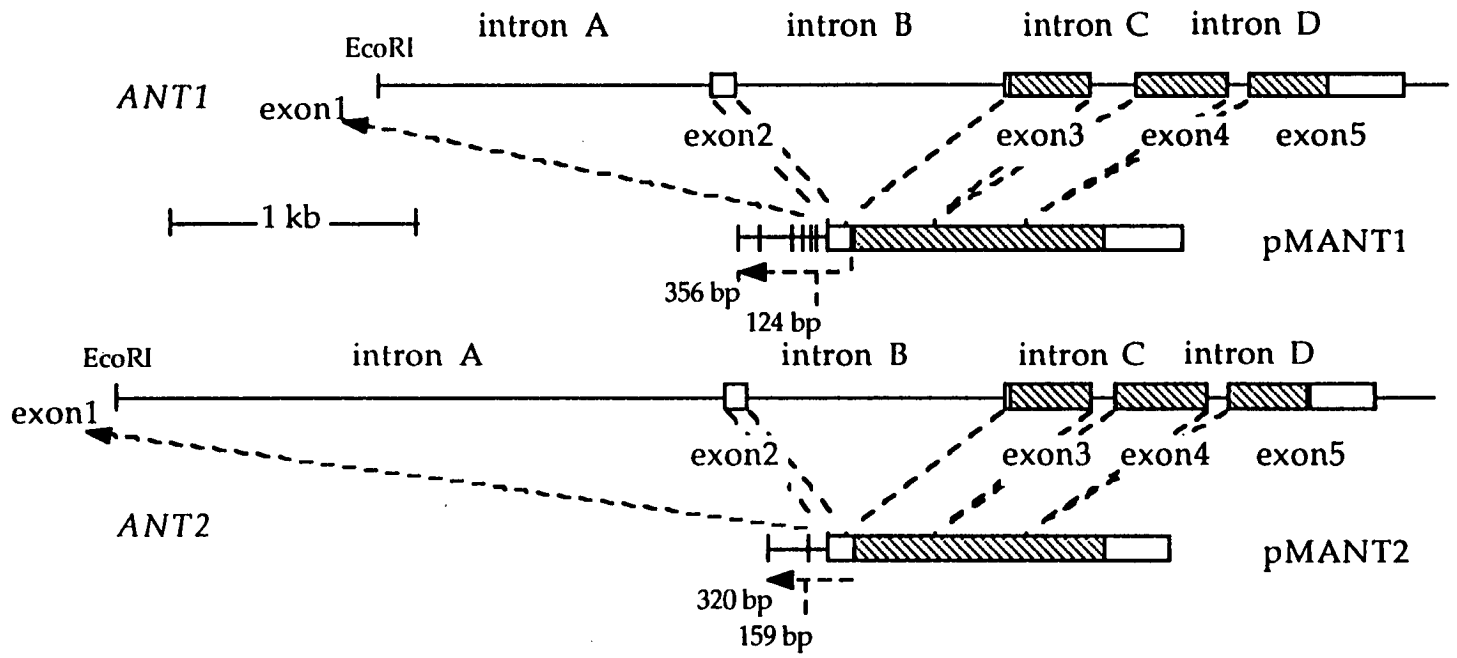 intron A intron B intron C intron D
EcoRI
ANT1
exon1 exon2 exon3 exon4 exon5
1 kb
pMANT1
356 bp
124 bp
EcoRI intron A intron B intron C intron D
exon1
exon2 exon3 exon4 exon5
ANT2
pMANT2
320 bp
159 bp